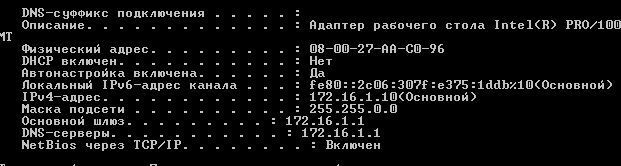 DNS-суффикс подключения . . . . . :
Описание. . . . . . . . . . . . . : Адаптер рабочего стола Intel(R) PRO/100
MT
Физический адрес. . . . . . . . . : 08-00-27-AA-C0-96
DHCP включен. . . . . . . . . . . : Нет
Автонастройка включена. . . . . . : Да
Локальный IPv6-адрес канала . . . : fe80::2c06:307f:e375:1ddb%10(Основной)
IPv4-адрес. . . . . . . . . . . . : 172.16.1.10(Основной)
Маска подсети . . . . . . . . . . : 255.255.0.0
Основной шлюз. . . . . . . . . : 172.16.1.1
DNS-серверы. . . . . . . . . . . : 172.16.1.1
NetBios через TCP/IP. . . . . . . . : Включен